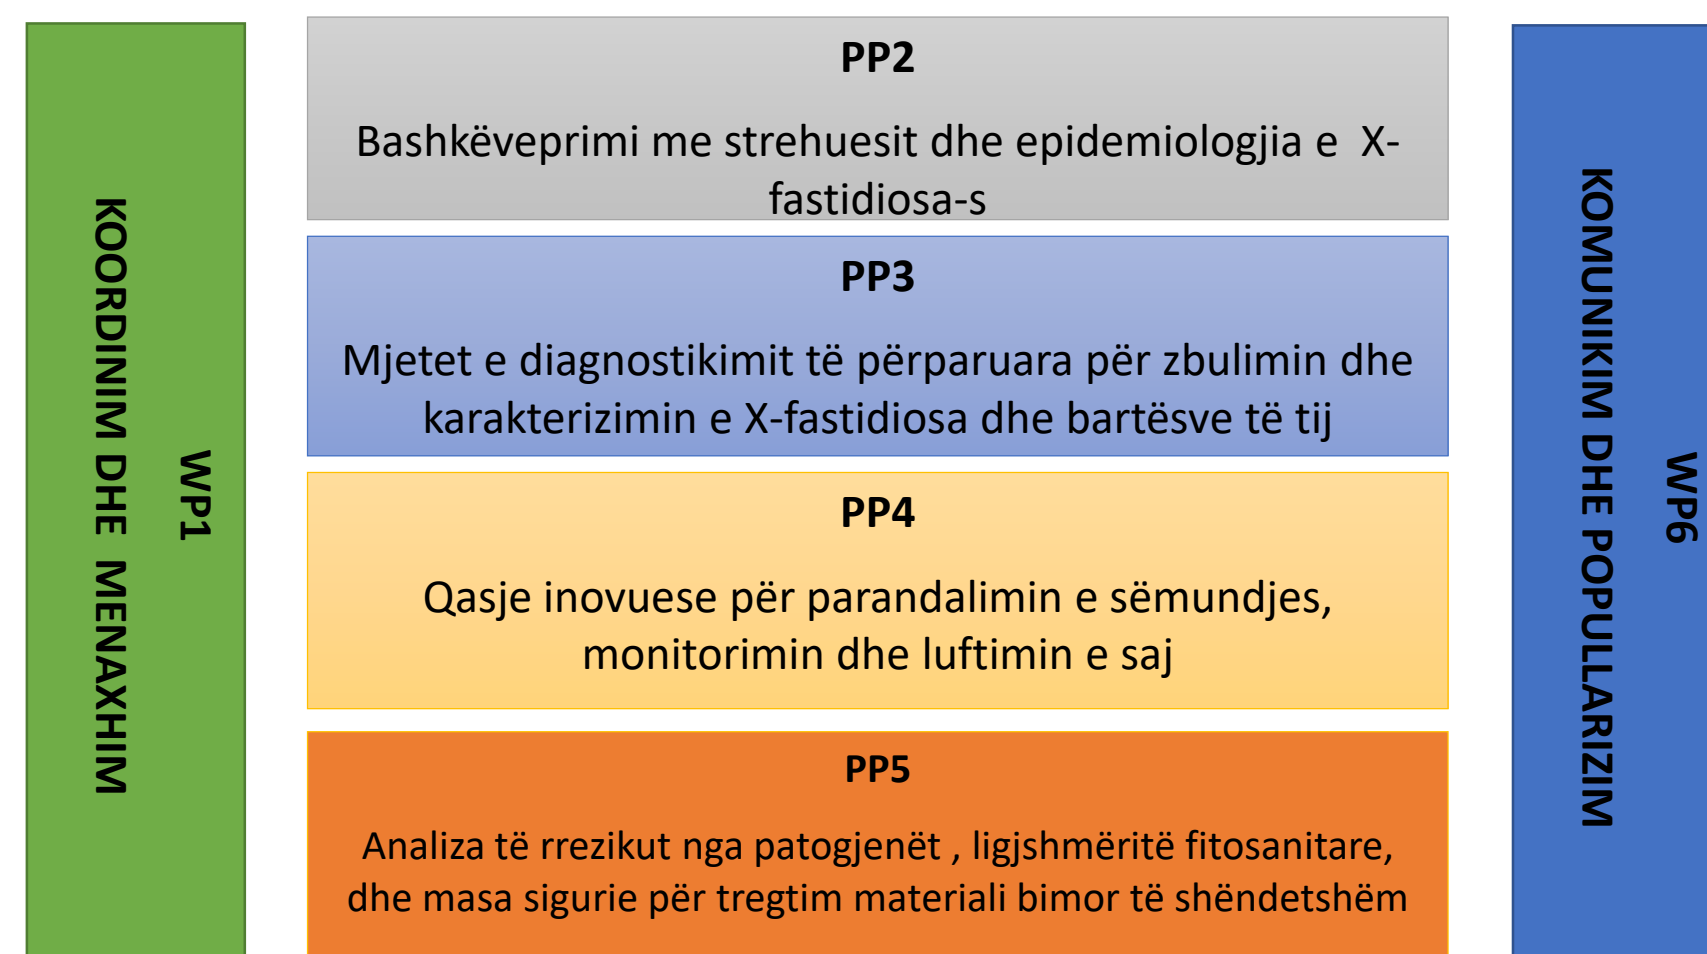 WP1
KOORDINIM DHE MENAXHIM
PP2
Bashkëveprimi me strehuesit dhe epidemiologjia e X-
fastidiosa-s
PP3
Mjetet e diagnostikimit të përparuara për zbulimin dhe
karakterizimin e X-fastidiosa dhe bartësve të tij
PP4
Qasje inovuese për parandalimin e sëmundjes,
monitorimin dhe luftimin e saj
PP5
Analiza të rrezikut nga patogjenët , ligjshmëritë fitosanitare,
dhe masa sigurie për tregtim materiali bimor të shëndetshëm
WP6
KOMUNIKIM DHE POPULLARIZIM